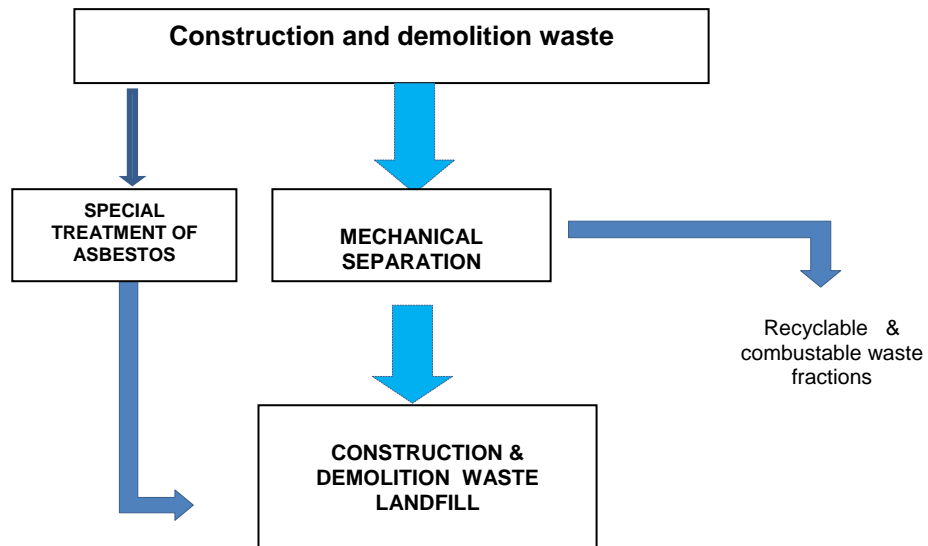 Construction and demolition waste
SPECIAL
TREATMENT OF
ASBESTOS
MECHANICAL
SEPARATION
Recyclable & 
combustable waste
fractions
CONSTRUCTION &
DEMOLITION WASTE
LANDFILL